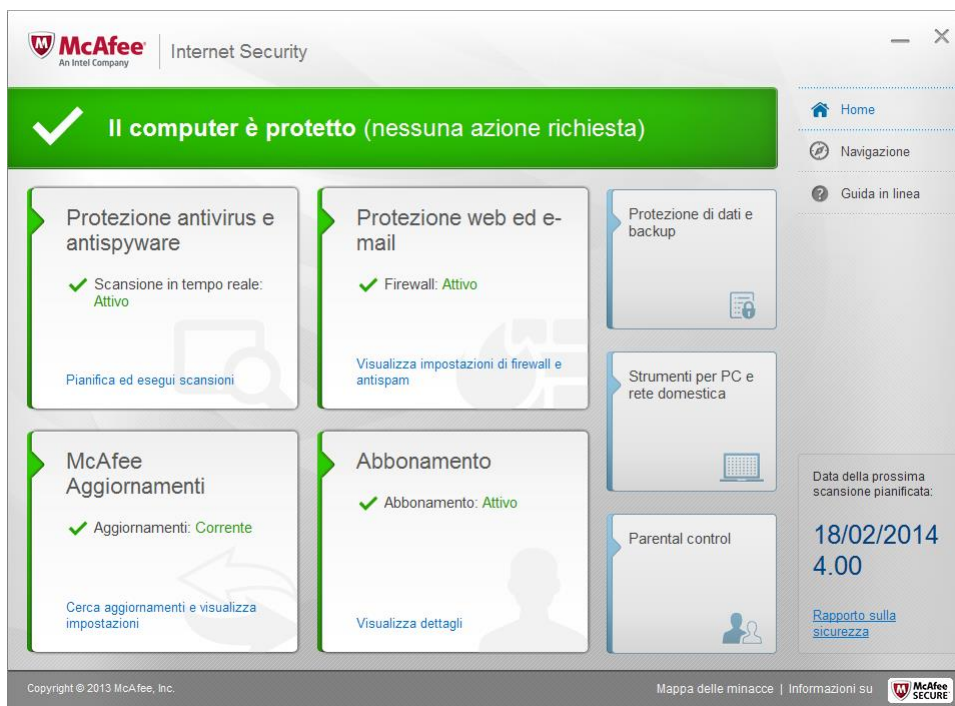 McAfee
An Intel Company
Internet Security
Il computer è protetto (nessuna azione richiesta)
Home
Navigazione
Guida in linea
Protezione antivirus e
antispyware
Scansione in tempo reale:
Attivo
Pianifica ed esegui scansioni
Protezione web ed e-
mail
Firewall: Attivo
Visualizza impostazioni di firewall e
antispam
Protezione di dati e
backup
Strumenti per PC e
rete domestica
McAfee
Aggiornamenti
Aggiornamenti: Corrente
Cerca aggiornamenti e visualizza
impostazioni
Abbonamento
Abbonamento: Attivo
Visualizza dettagli
Parental control
Data della prossima
scansione pianificata:
18/02/2014
4.00
Rapporto sulla
sicurezza
Copyright © 2013 McAfee, Inc.
Mappa delle minacce | Informazioni su
McAfee
SECURE